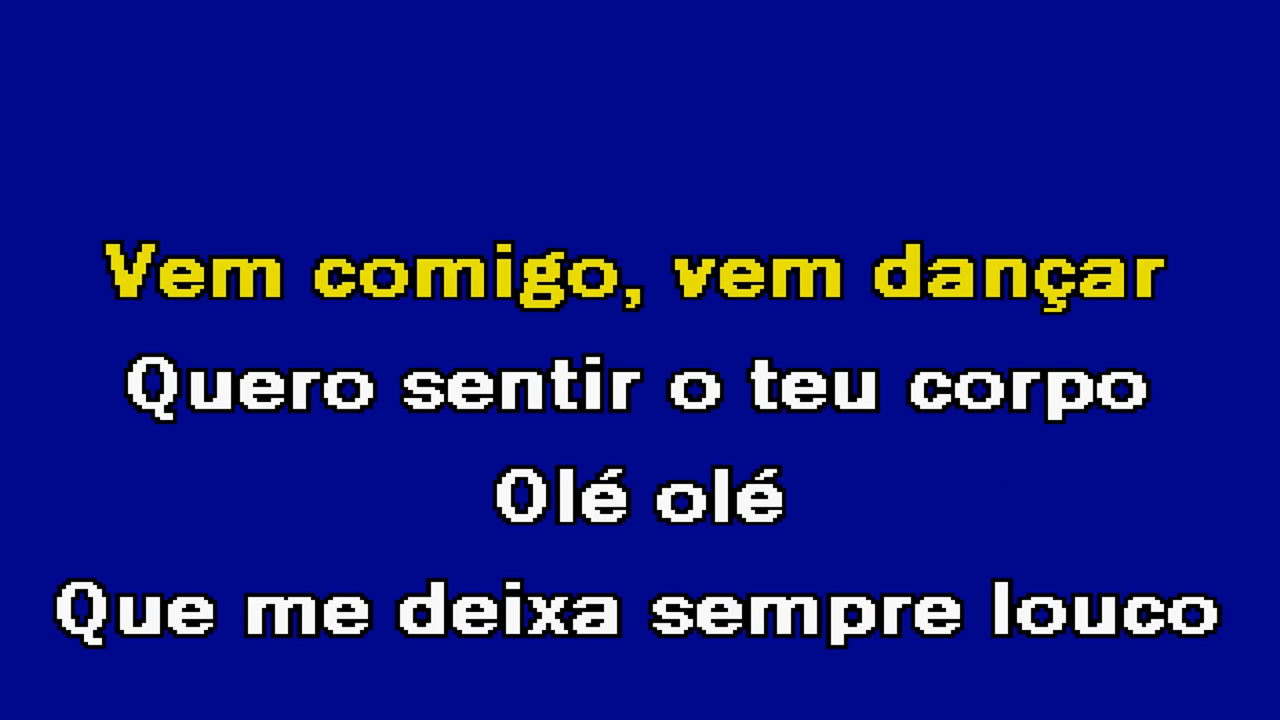 Vem comigo, vem dançar
Quero sentir o teu corpo
Olé olé
Que me deixa sempre louco